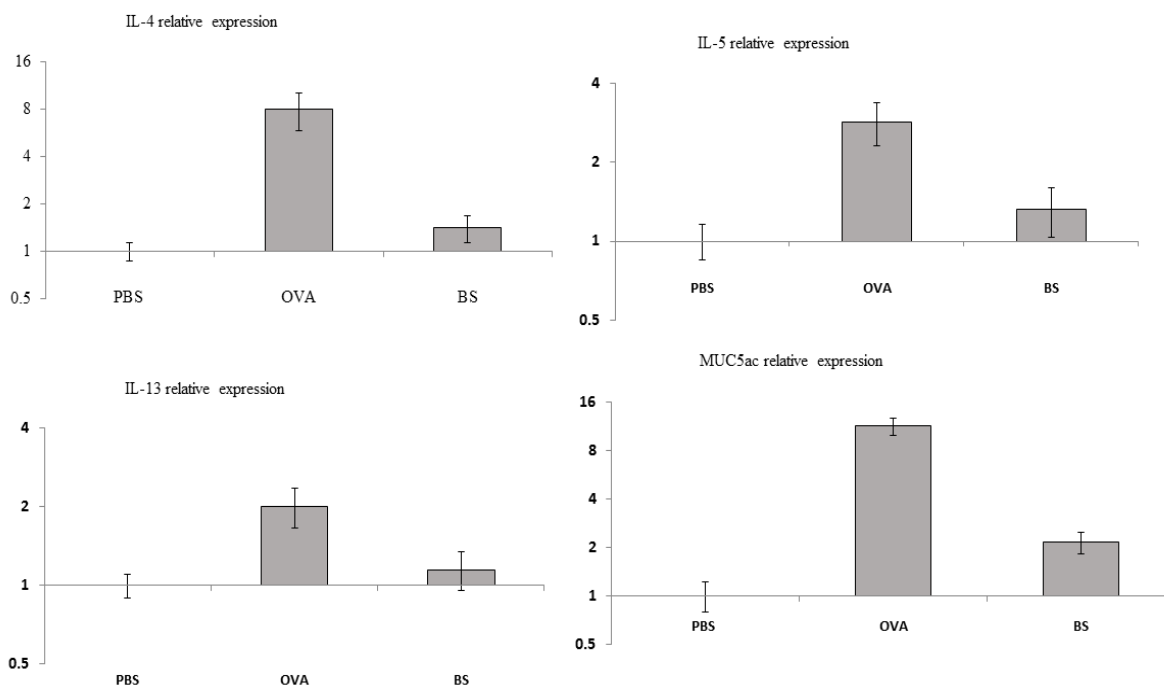 IL-4 relative expression
16
8
4
2
1
0.5
PBS OVA BS
IL-5 relative expression
4
2
1
0.5
PBS OVA BS
IL-13 relative expression
4
2
1
0.5
PBS OVA BS
MUC5ac relative expression
16
8
4
2
1
0.5
PBS OVA BS